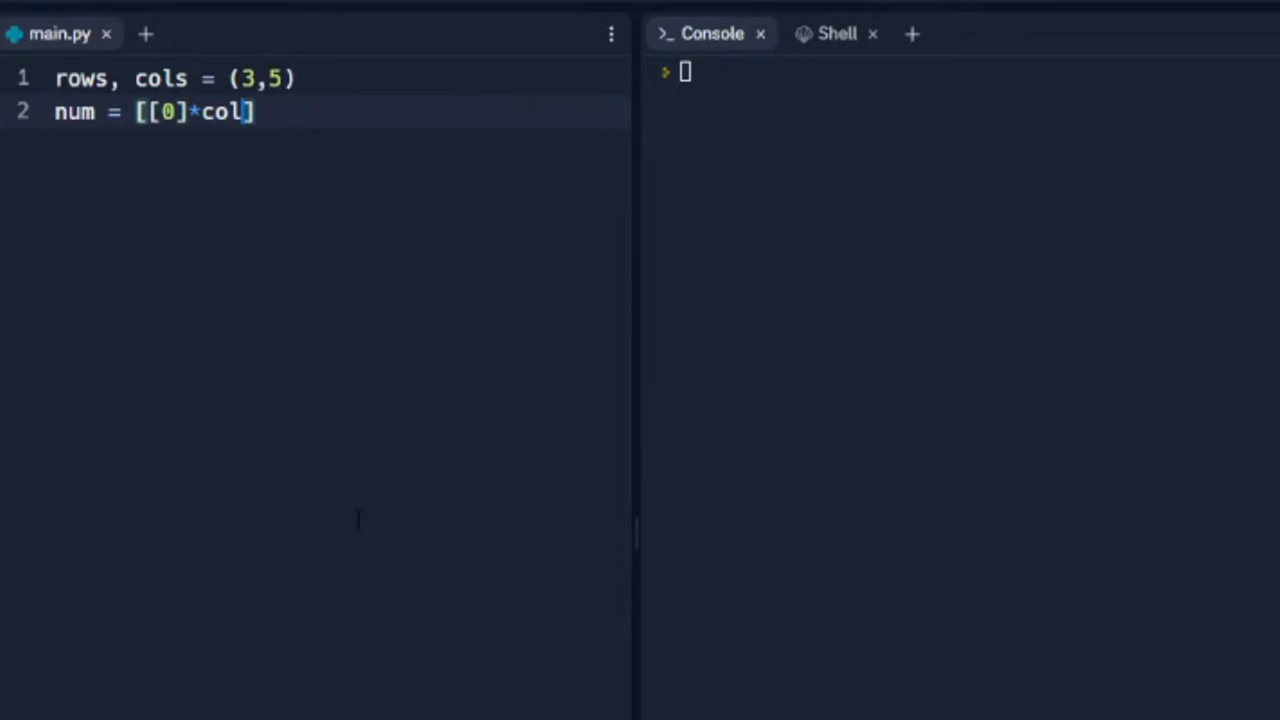 main.py × +
1 rows, cols = (3,5)
2 num = [[0]*col]
>_ Console × Shell × +